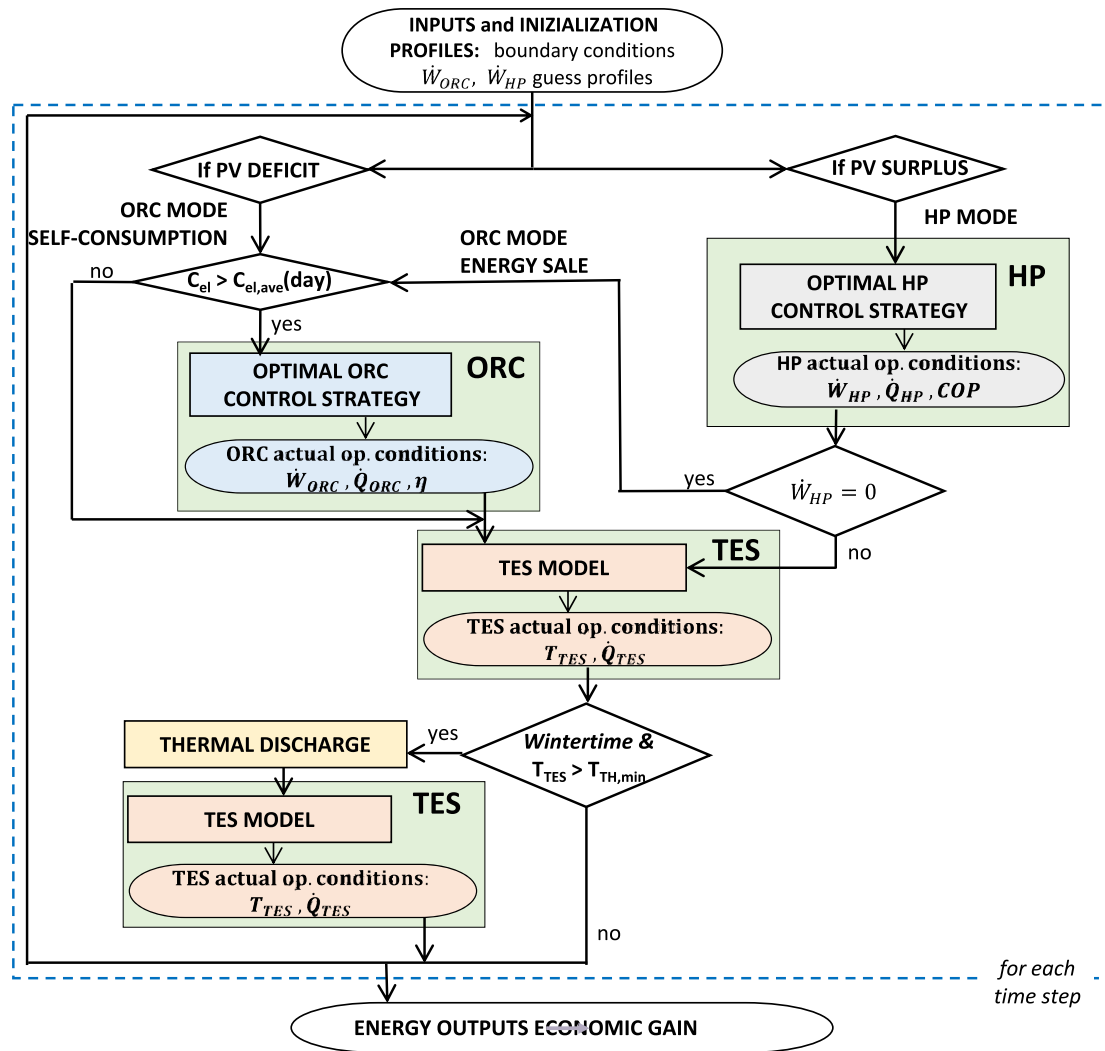 INPUTS and INIZIALIZATION
PROFILES: boundary conditions
Ẇ_ORC, Ẇ_HP guess profiles
If PV DEFICIT
If PV SURPLUS
ORC MODE
SELF-CONSUMPTION
ORC MODE
ENERGY SALE
HP MODE
no
C_el > C_el,ave(day)
yes
HP
OPTIMAL HP
CONTROL STRATEGY
HP actual op. conditions:
Ẇ_HP, Q̇_HP, COP
ORC
OPTIMAL ORC
CONTROL STRATEGY
ORC actual op. conditions:
Ẇ_ORC, Q̇_ORC, η
yes
Ẇ_HP = 0
no
TES
TES MODEL
TES actual op. conditions:
T_TES, Q̇_TES
Wintertime &
T_TES > T_TH,min
yes
THERMAL DISCHARGE
TES
TES MODEL
TES actual op. conditions:
T_TES, Q̇_TES
no
for each
time step
ENERGY OUTPUTS ECONOMIC GAIN